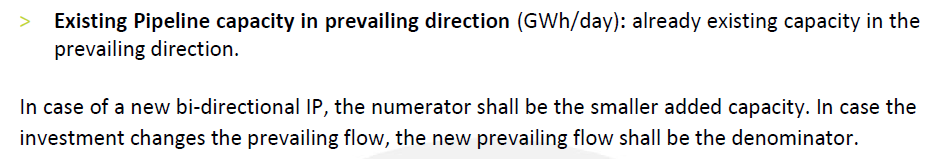 > Existing Pipeline capacity in prevailing direction (GWh/day): already existing capacity in the
prevailing direction.
In case of a new bi-directional IP, the numerator shall be the smaller added capacity. In case the
investment changes the prevailing flow, the new prevailing flow shall be the denominator.